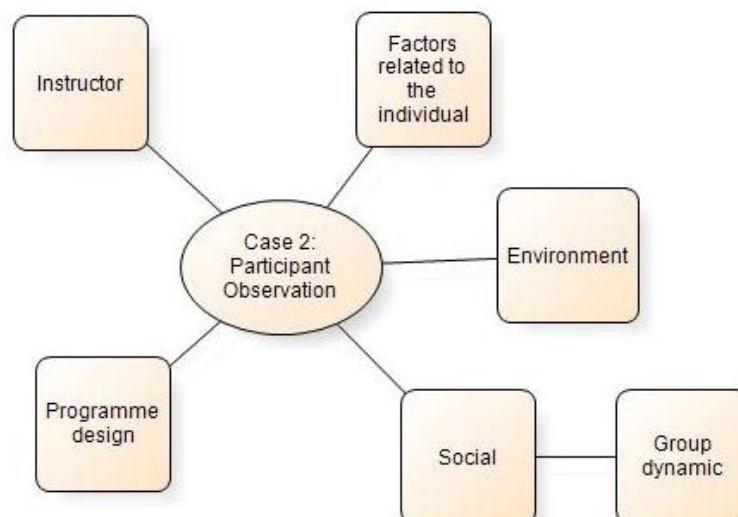 Instructor
Factors
related to
the
individual
Case 2:
Participant
Observation
Environment
Programme
design
Social
Group
dynamic